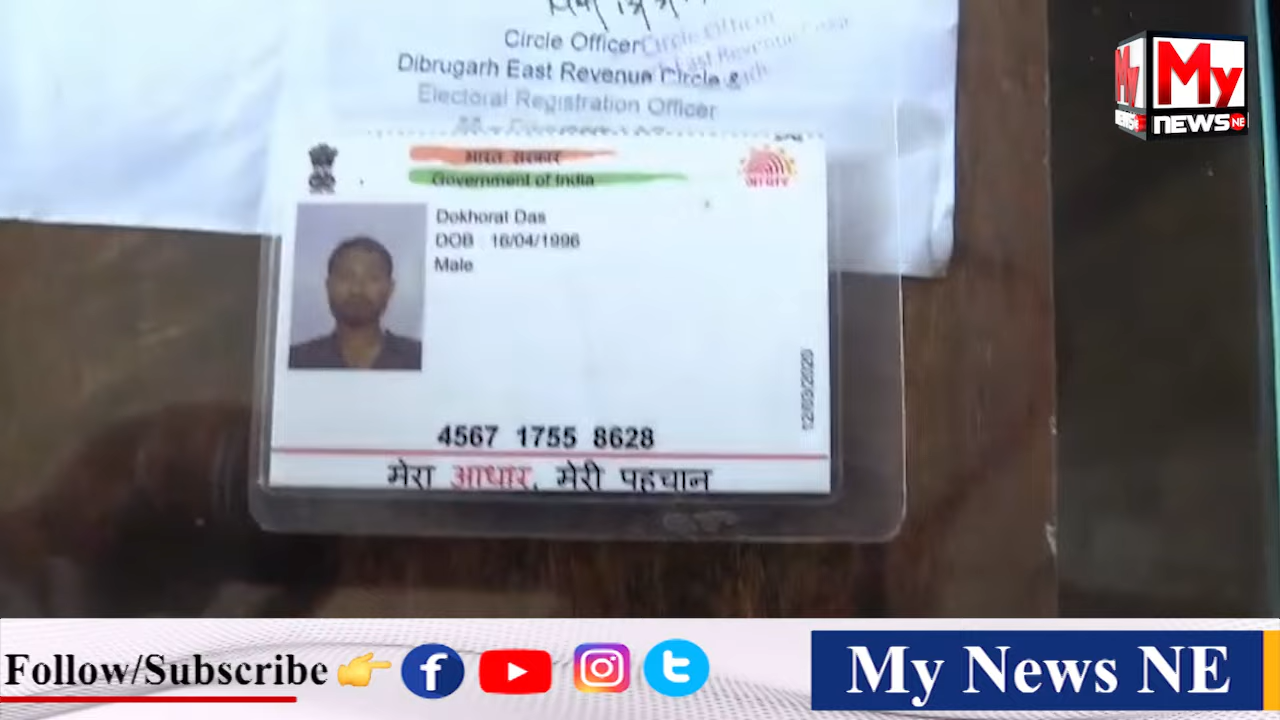 Circle Officer
Dibrugarh East Revenue Circle &
Electoral Registration Officer
My
NEWS NE
भारत सरकार
Government of India
आधार
Dokhorat Das
DOB : 16/04/1996
Male
12/03/2020
4567 1755 8628
मेरा आधार, मेरी पहचान
Follow/Subscribe
My News NE